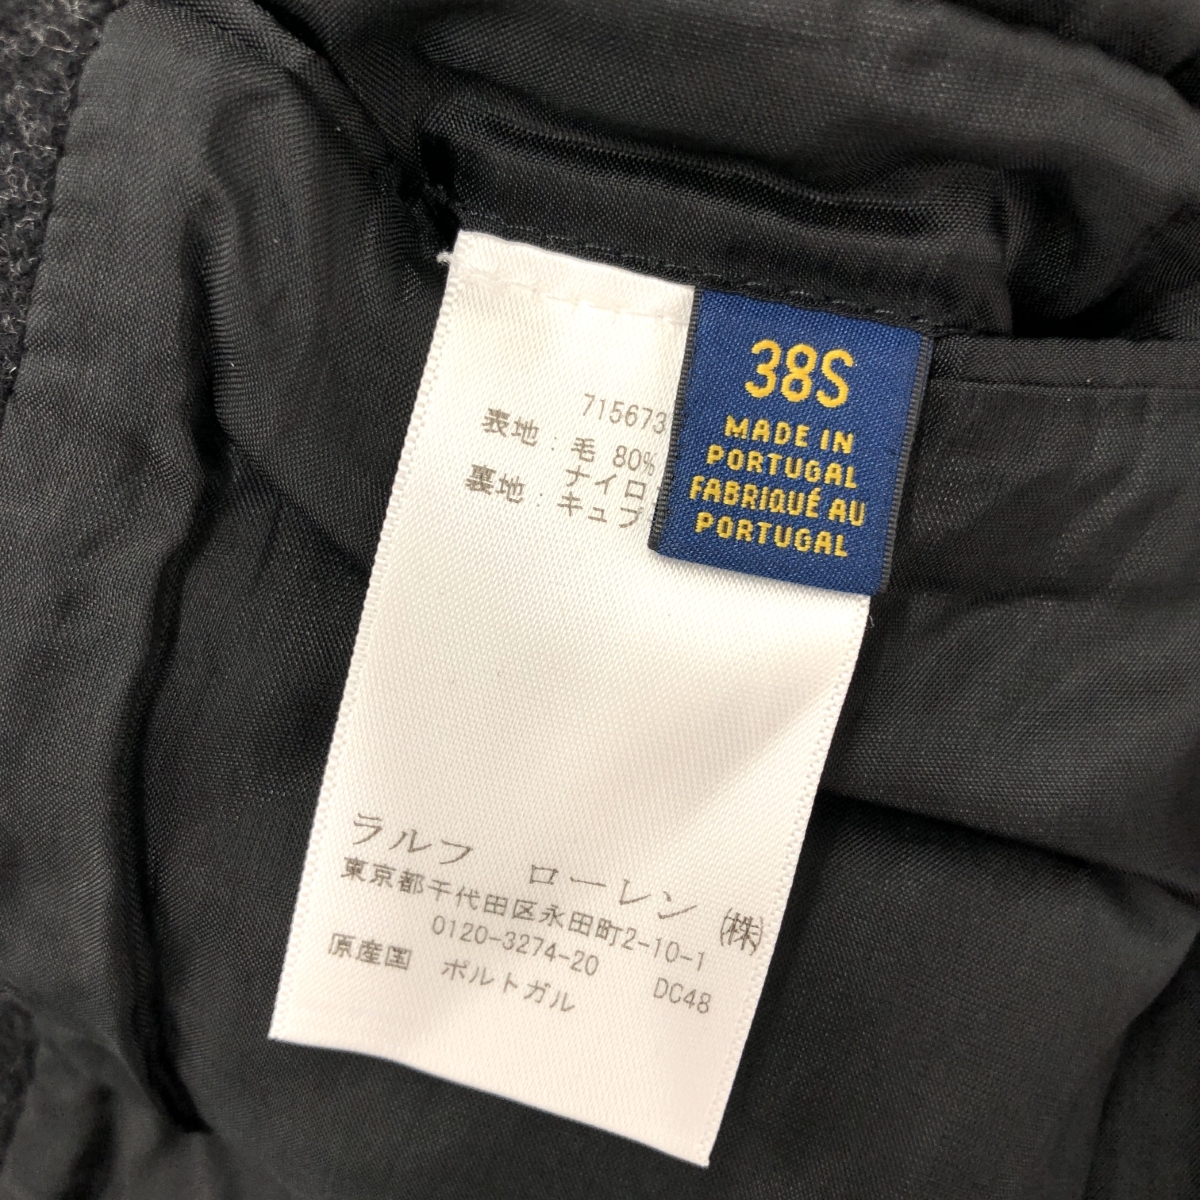 38S
MADE IN
PORTUGAL
FABRIQUÉ AU
PORTUGAL
715673
表地：毛 80%
ナイロ
裏地：キュプ
ラルフ ローレン ㈱
東京都千代田区永田町2-10-1
0120-3274-20 DC48
原産国 ポルトガル